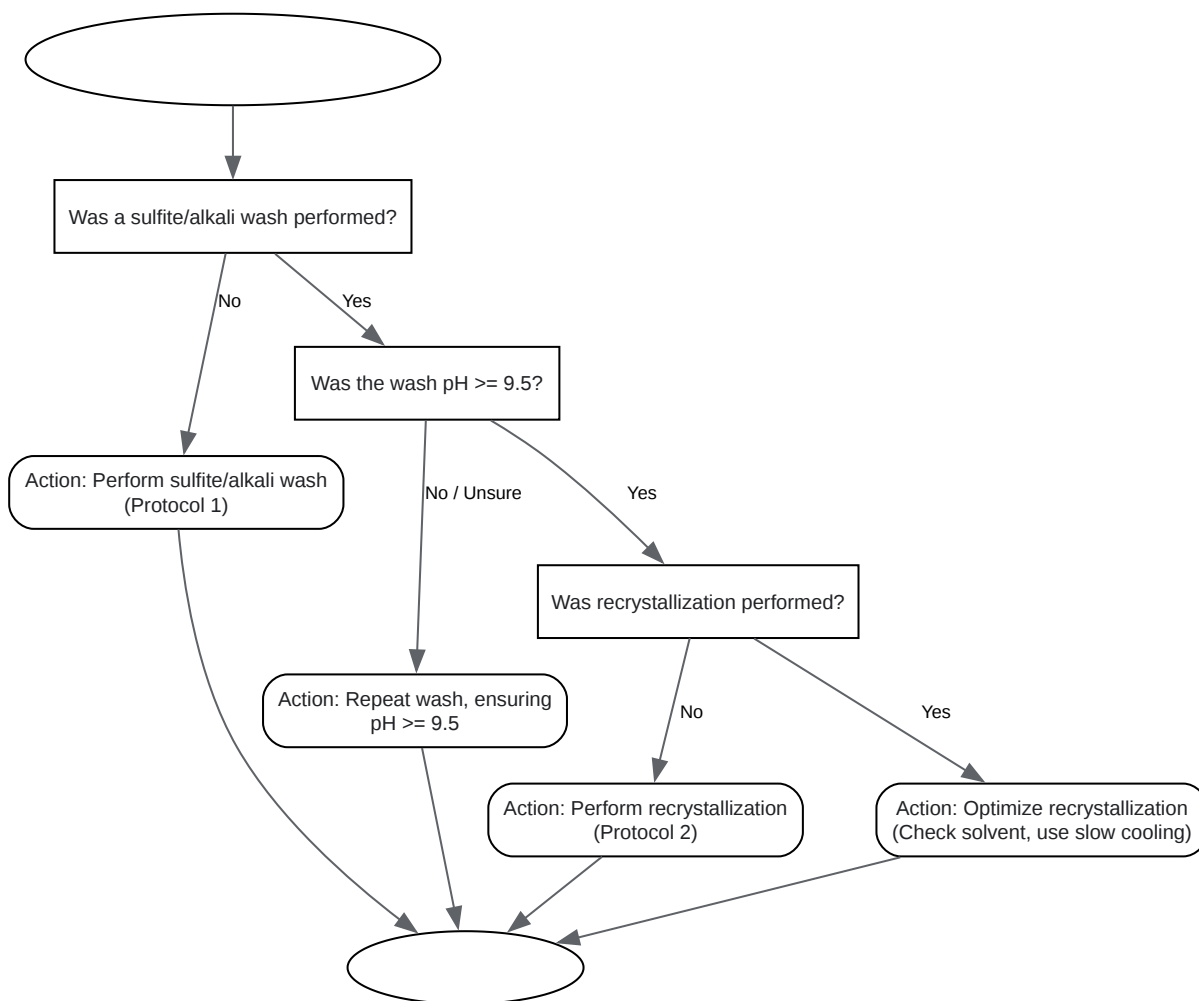 Was a sulfite/alkali wash performed?
No
Yes
Was the wash pH >= 9.5?
Action: Perform sulfite/alkali wash
(Protocol 1)
No / Unsure
Yes
Was recrystallization performed?
Action: Repeat wash, ensuring
pH >= 9.5
No
Yes
Action: Perform recrystallization
(Protocol 2)
Action: Optimize recrystallization
(Check solvent, use slow cooling)